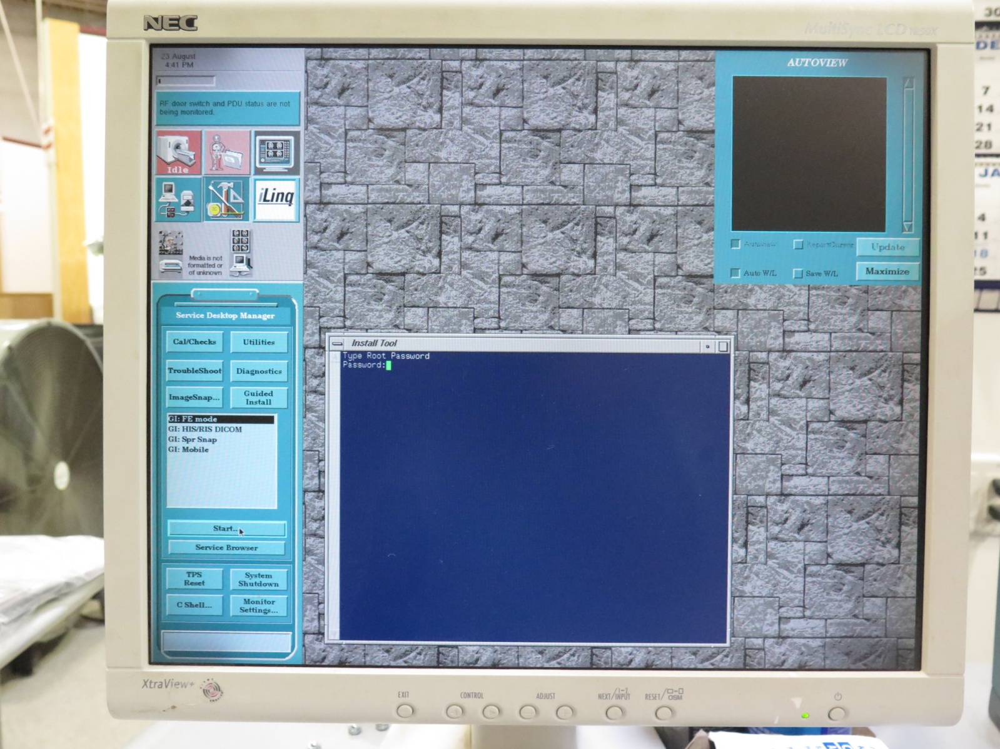 NEC
MultiSync LCD 1850X
23 August
4:41 PM
RF door switch and PDU status are not
being monitored.
Idle
iLinq
Media is not
formatted or
of unknown
Service Desktop Manager
Cal/Checks
Utilities
TroubleShoot
Diagnostics
ImageSnap...
Guided
Install
GI: FE mode
GI: HIS/RIS DICOM
GI: Spr Snap
GI: Mobile
Start...
Service Browser
TPS
Reset
System
Shutdown
C Shell...
Monitor
Settings...
Install Tool
Type Root Password
Password:
AUTOVIEW
Autoview
Report Cursor
Update
Auto W/L
Save W/L
Maximize
30
DE
7
14
21
28
JA
4
11
18
25
XtraView+
EXIT
CONTROL
ADJUST
NEXT/INPUT
RESET/OSM